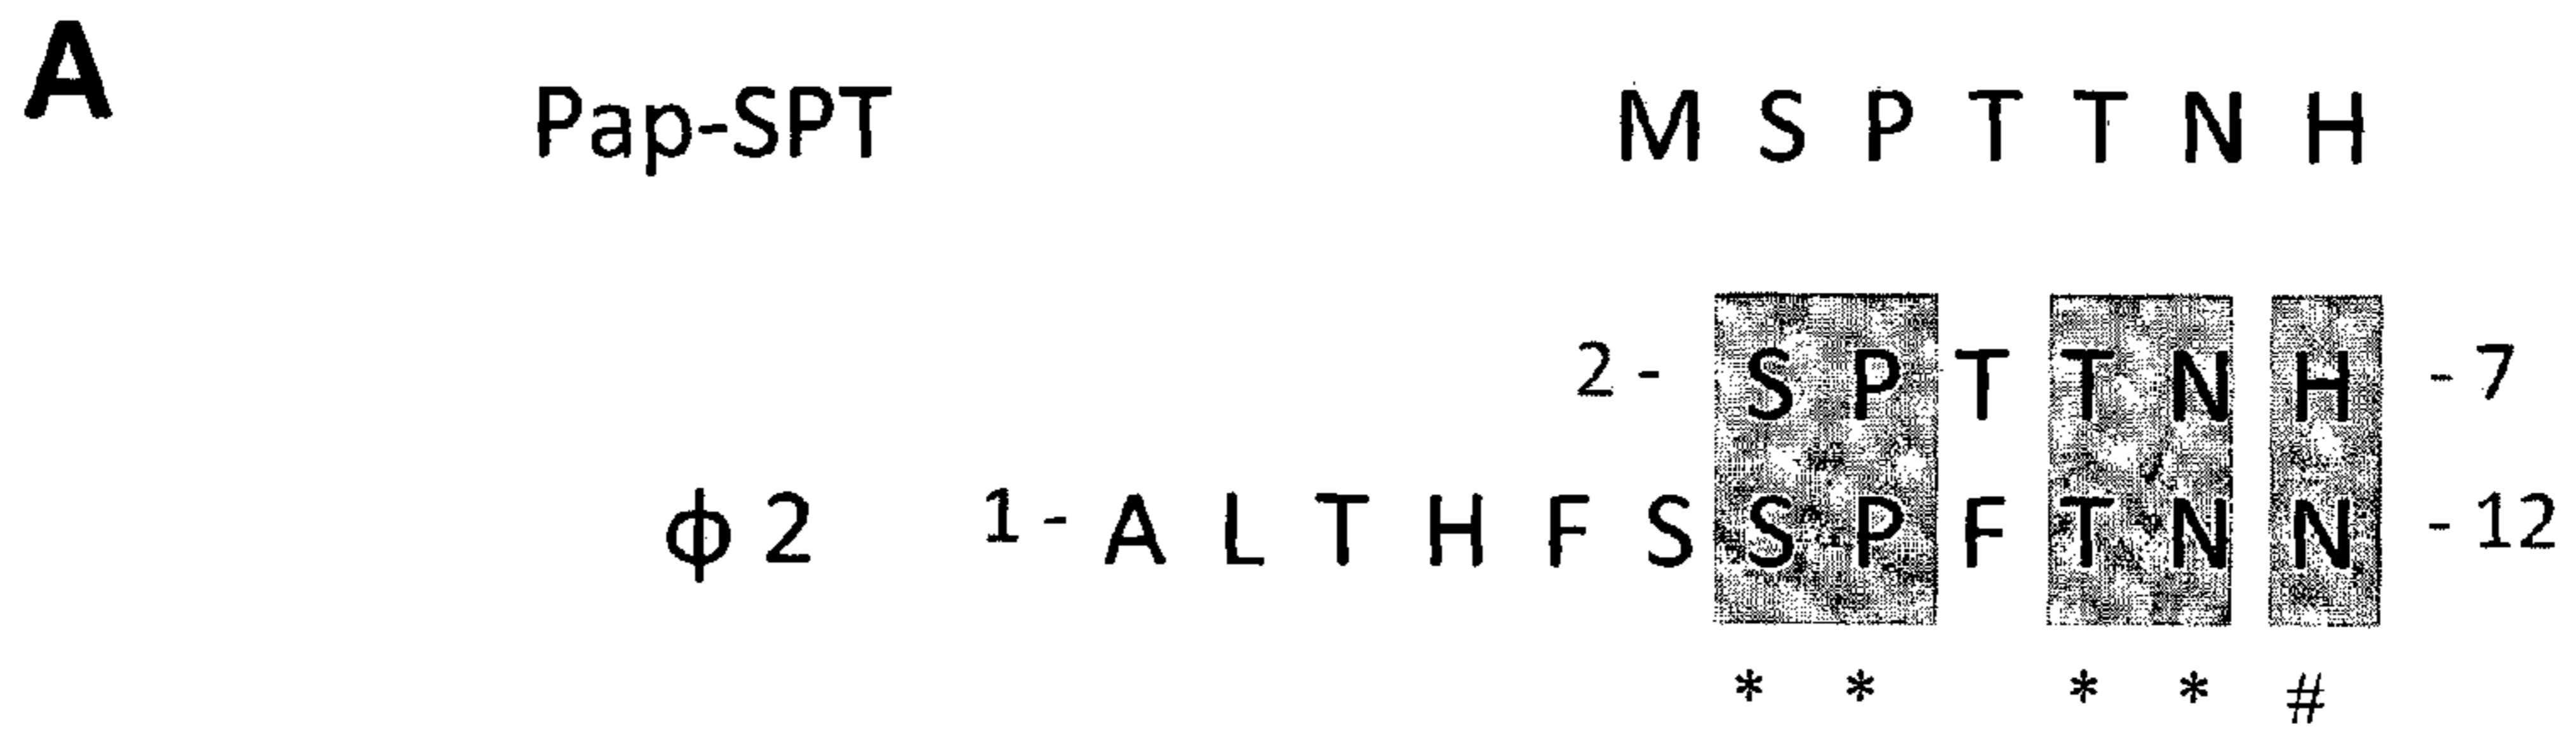 A
Pap-SPT M S P T T N H
2 - S P T T N H - 7
ϕ 2 1 - A L T H F S S P F T N N - 12
* * * * #